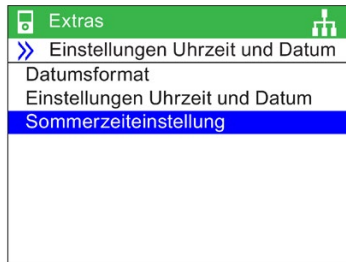 Extras
Einstellungen Uhrzeit und Datum
Datumsformat
Einstellungen Uhrzeit und Datum
Sommerzeiteinstellung